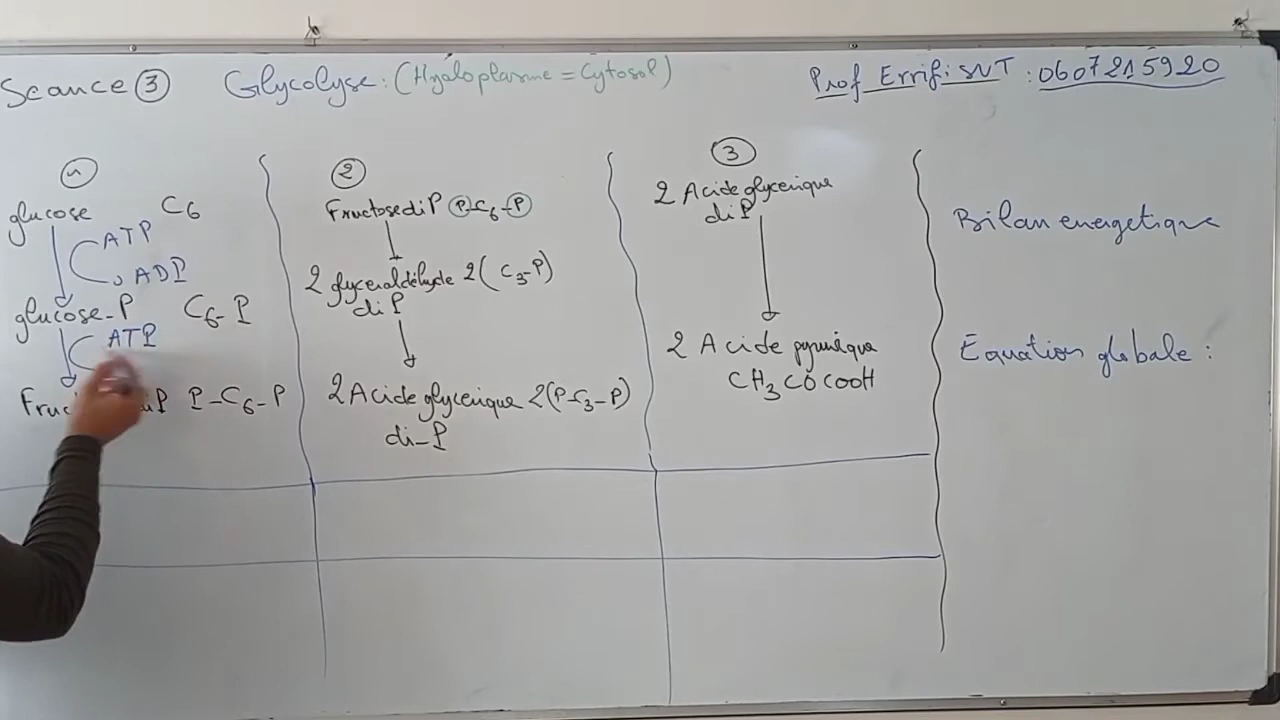 Seance ③ Glycolyse : (Hyaloplasme = Cytosol) Prof Errifi SVT : 0607215920
1
glucose C6
ATP
ADP
glucose-P C6-P
ATP
P-C6-P
②
Fructose diP Ⓟ-C6-Ⓟ
2 glyceraldéhyde 2(C3-P)
di P
2 Acide glycerique 2(P-C3-P)
di-P
③
2 Acide glycerique
di P
2 Acide pyruvique
CH3COCOOH
Bilan energetique
Equation globale :